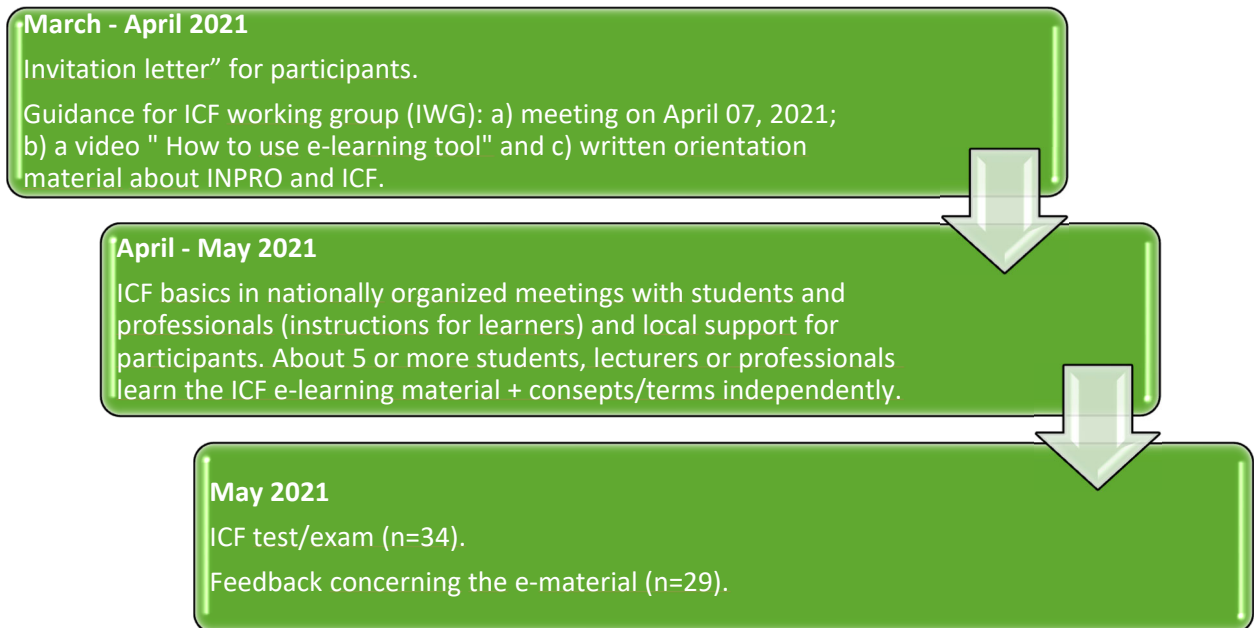 March - April 2021
Invitation letter” for participants.
Guidance for ICF working group (IWG): a) meeting on April 07, 2021;
b) a video " How to use e-learning tool" and c) written orientation
material about INPRO and ICF.
April - May 2021
ICF basics in nationally organized meetings with students and
professionals (instructions for learners) and local support for
participants. About 5 or more students, lecturers or professionals
learn the ICF e-learning material + consepts/terms independently.
May 2021
ICF test/exam (n=34).
Feedback concerning the e-material (n=29).